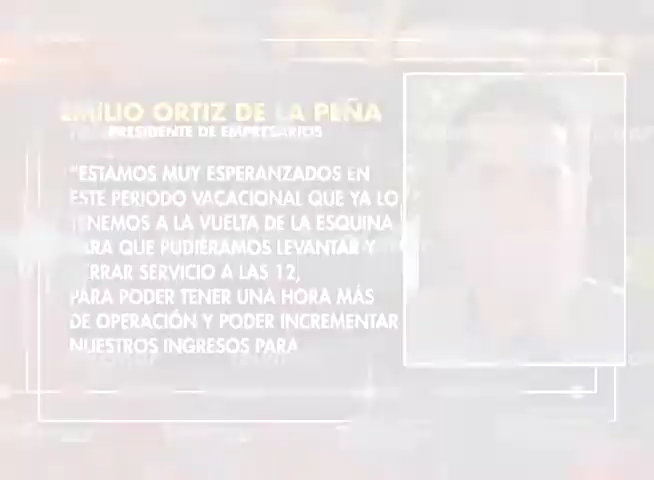 EMILIO ORTIZ DE LA PEÑA
PRESIDENTE DE EMPRESARIOS
"ESTAMOS MUY ESPERANZADOS EN
ESTE PERIODO VACACIONAL QUE YA LO
TENEMOS A LA VUELTA DE LA ESQUINA
PARA QUE PUDIÉRAMOS LEVANTAR Y
CERRAR SERVICIO A LAS 12,
PARA PODER TENER UNA HORA MÁS
DE OPERACIÓN Y PODER INCREMENTAR
NUESTROS INGRESOS PARA